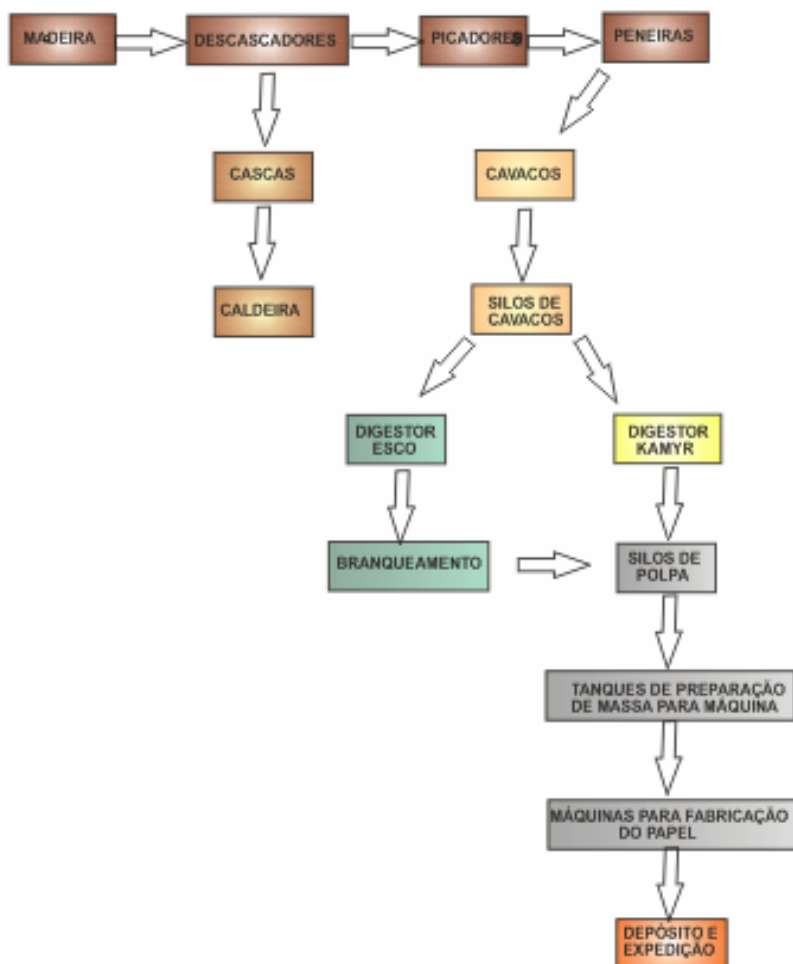 MADEIRA
DESCASCADORES
PICADORES
PENEIRAS
CASCAS
CAVACOS
CALDEIRA
SILOS DE
CAVACOS
DIGESTOR
ESCO
DIGESTOR
KAMYR
BRANQUEAMENTO
SILOS DE
POLPA
TANQUES DE PREPARAÇÃO
DE MASSA PARA MÁQUINA
MÁQUINAS PARA FABRICAÇÃO
DO PAPEL
DEPÓSITO E
EXPEDIÇÃO